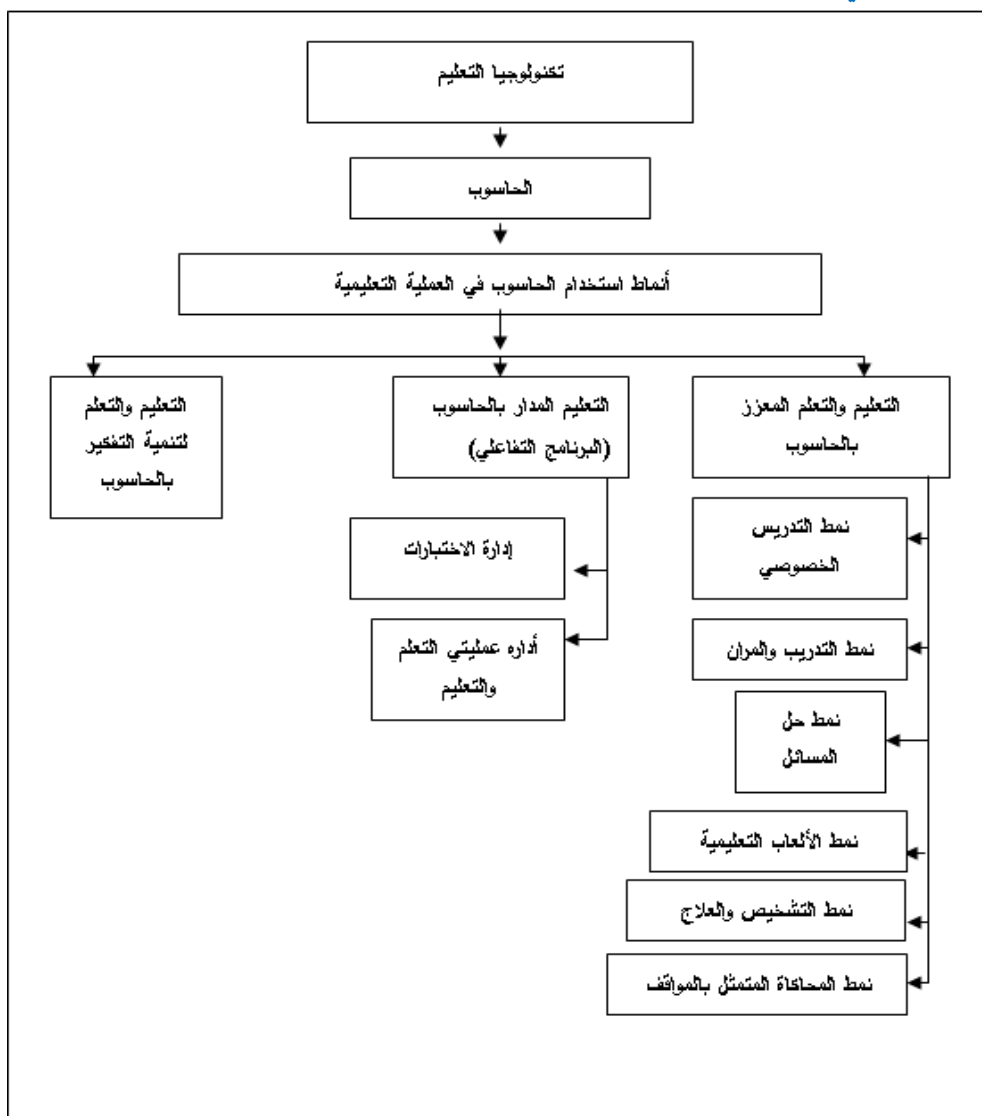 تكنولوجيا التعليم
الحاسوب
أنماط استخدام الحاسوب في العملية التعليمية
التعليم والتعلم المعزز
بالحاسوب
نمط التدريس
الخصوصي
نمط التدريب والمران
نمط حل
المسائل
نمط الألعاب التعليمية
نمط التشخيص والعلاج
نمط المحاكاة المتمثل بالمواقف
التعليم المدار بالحاسوب
(البرنامج التفاعلي)
إدارة الاختبارات
أداره عمليتي التعلم
والتعليم
التعليم والتعلم
لتنمية التفكير
بالحاسوب